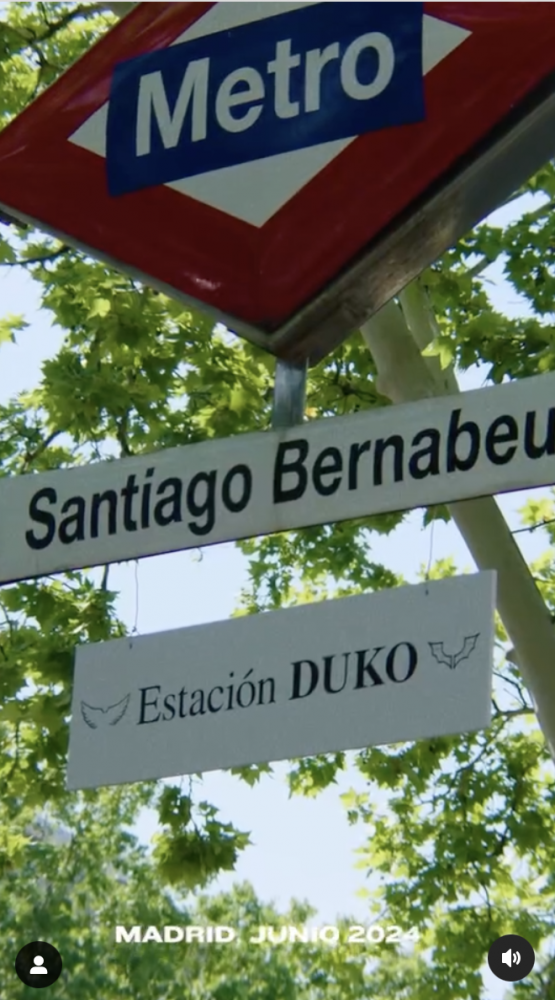 Metro
Santiago Bernabeu
Estación DUKO
MADRID, JUNIO 2024